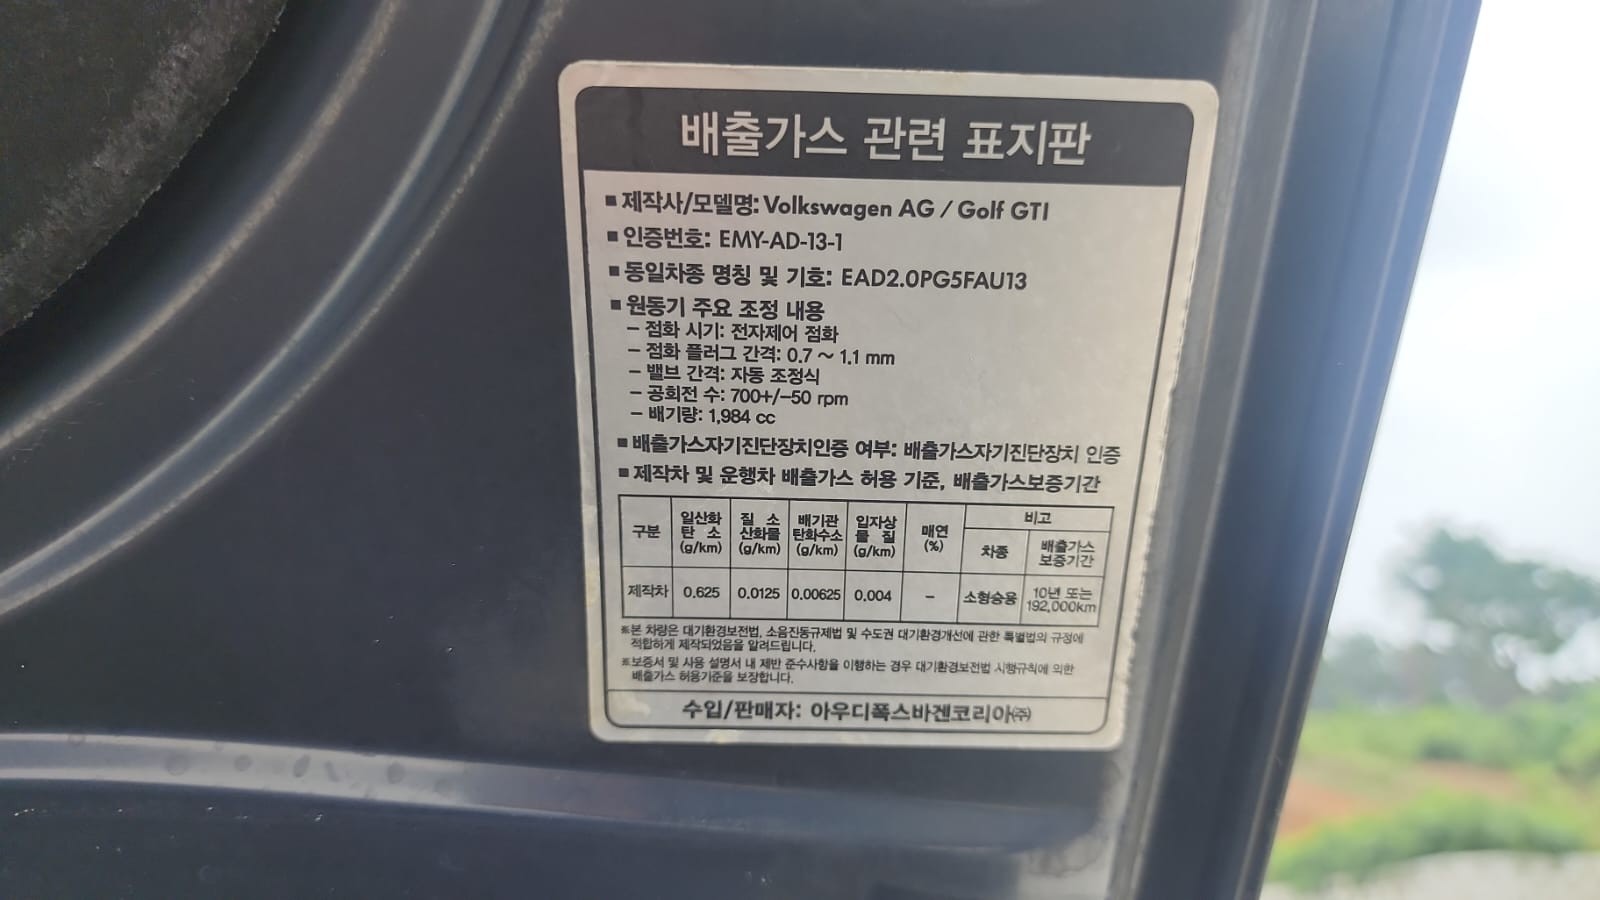 배출가스 관련 표지판
■ 제작사/모델명: Volkswagen AG / Golf GTI
■ 인증번호: EMY-AD-13-1
■ 동일차종 명칭 및 기호: EAD2.0PG5FAU13
■ 원동기 주요 조정 내용
– 점화 시기: 전자제어 점화
– 점화 플러그 간격: 0.7 ~ 1.1 mm
– 밸브 간격: 자동 조정식
– 공회전 수: 700+/–50 rpm
– 배기량: 1,984 cc
■ 배출가스자기진단장치인증 여부: 배출가스자기진단장치 인증
■ 제작차 및 운행차 배출가스 허용 기준, 배출가스보증기간
구분 일산화탄소 (g/km) 질소산화물 (g/km) 배기관탄화수소 (g/km) 입자상물질 (g/km) 매연 (%) 비고
차종 배출가스보증기간
제작차 0.625 0.0125 0.00625 0.004 – 소형승용 10년 또는 192,000km
※본 차량은 대기환경보전법, 소음진동규제법 및 수도권 대기환경개선에 관한 특별법의 규정에
적합하게 제작되었음을 알려드립니다.
※보증서 및 사용 설명서 내 제반 준수사항을 이행하는 경우 대기환경보전법 시행규칙에 의한
배출가스 허용기준을 보장합니다.
수입/판매자: 아우디폭스바겐코리아㈜